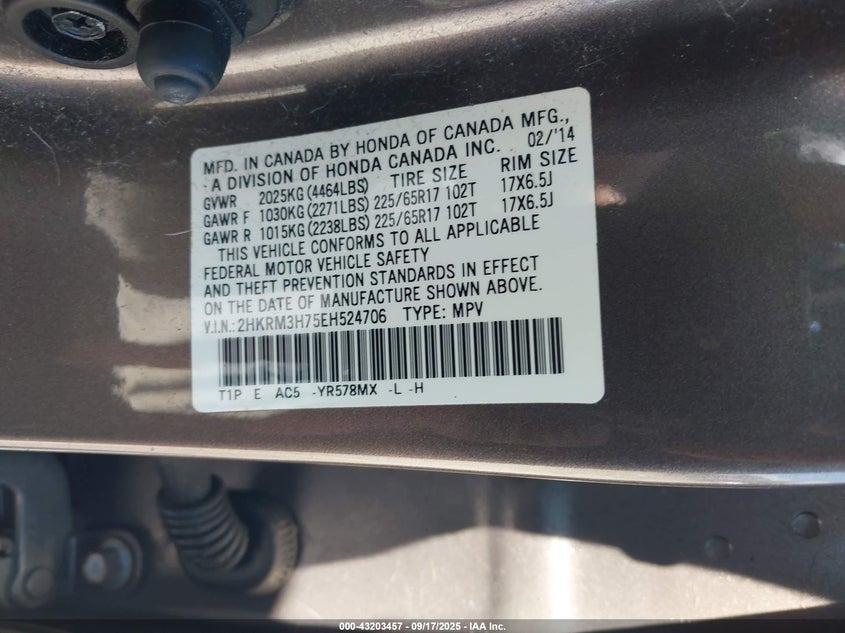 MFD. IN CANADA BY HONDA OF CANADA MFG.,
A DIVISION OF HONDA CANADA INC. 02/'14
GVWR 2025KG(4464LBS) TIRE SIZE RIM SIZE
GAWR F 1030KG(2271LBS) 225/65R17 102T 17X6.5J
GAWR R 1015KG(2238LBS) 225/65R17 102T 17X6.5J
THIS VEHICLE CONFORMS TO ALL APPLICABLE
FEDERAL MOTOR VEHICLE SAFETY
AND THEFT PREVENTION STANDARDS IN EFFECT
ON THE DATE OF MANUFACTURE SHOWN ABOVE.
V.I.N.:2HKRM3H75EH524706 TYPE: MPV
T1P E AC5 -YR578MX -L -H
000-43203457 - 09/17/2025 - IAA Inc.